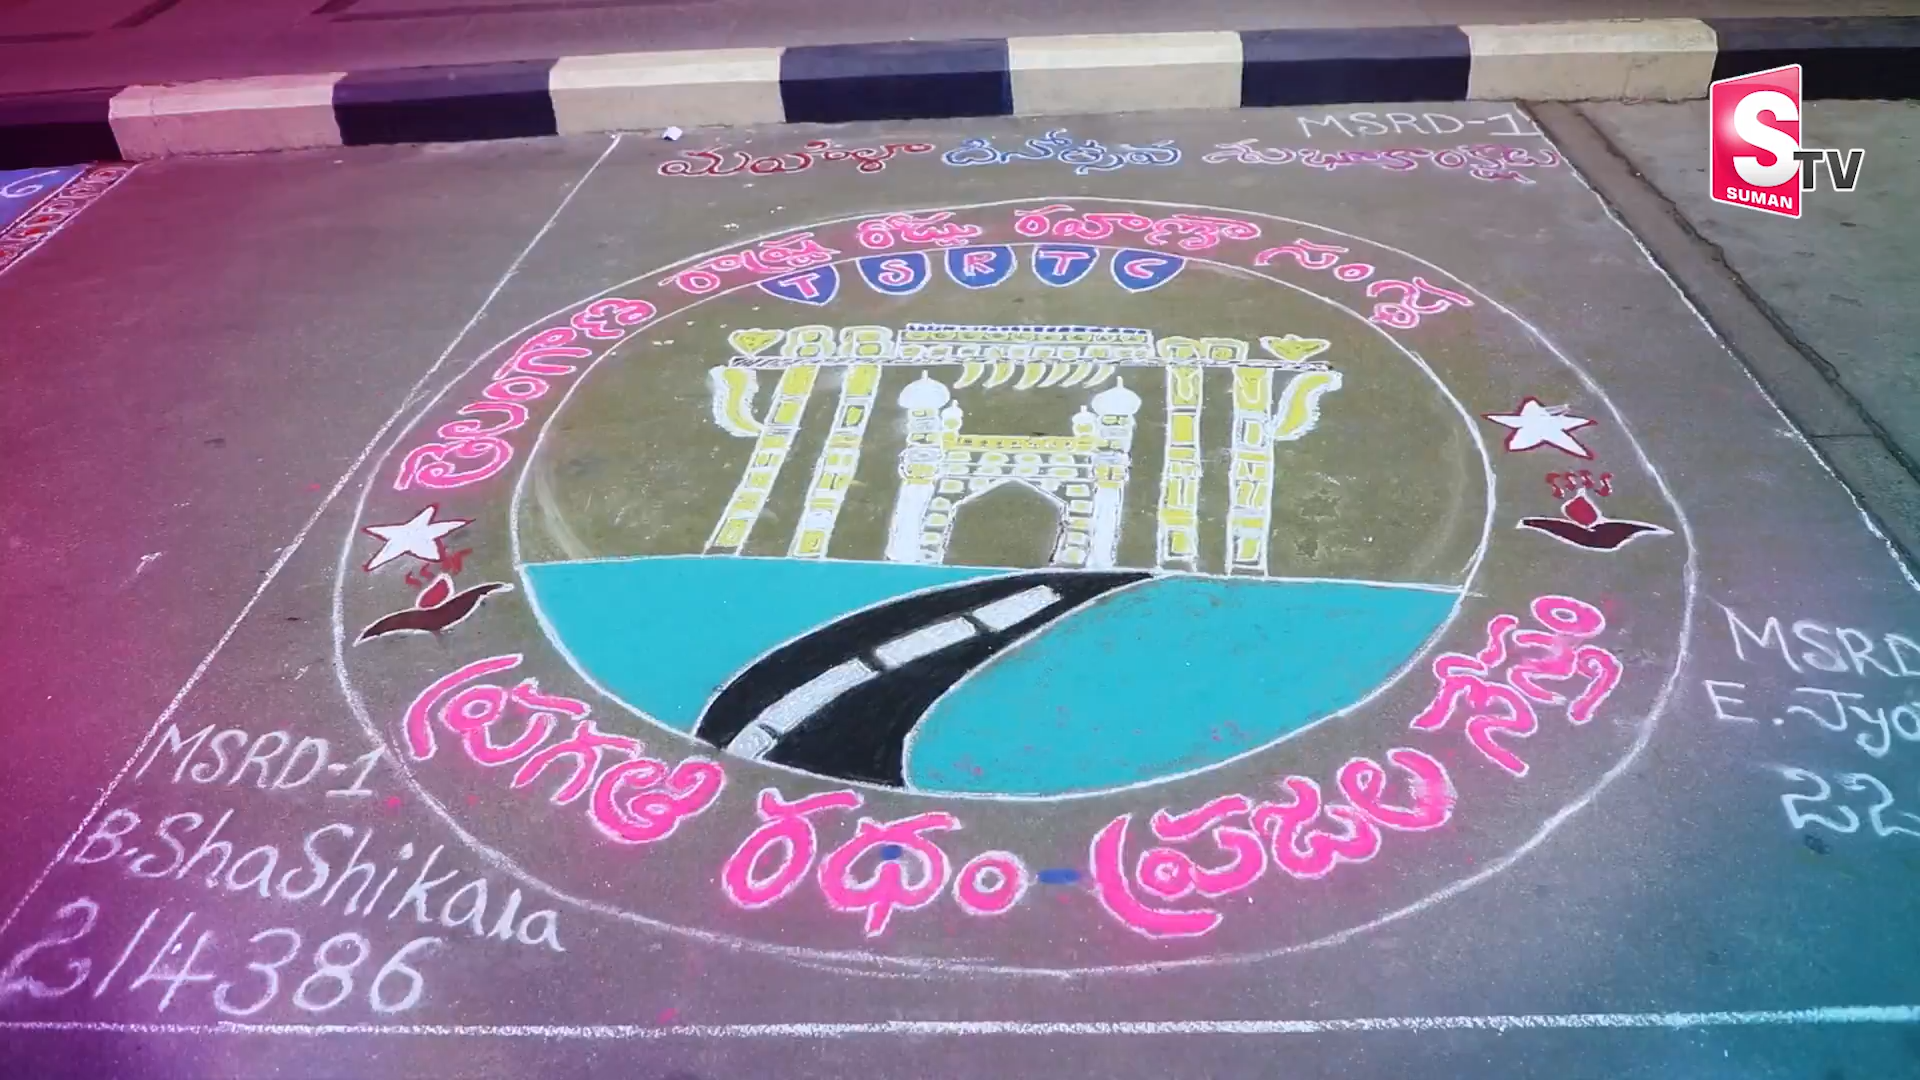 MSRD-1
మహిళా దినోత్సవ శుభాకాంక్షలు
తెలంగాణ రాష్ట్ర రోడ్డు రవాణా సంస్థ
TSRTC
ప్రగతి రథం - ప్రజల నేస్తం
MSRD-1
B.ShaShikala
214386
MSRD
E. Jyo
22
S TV
SUMAN